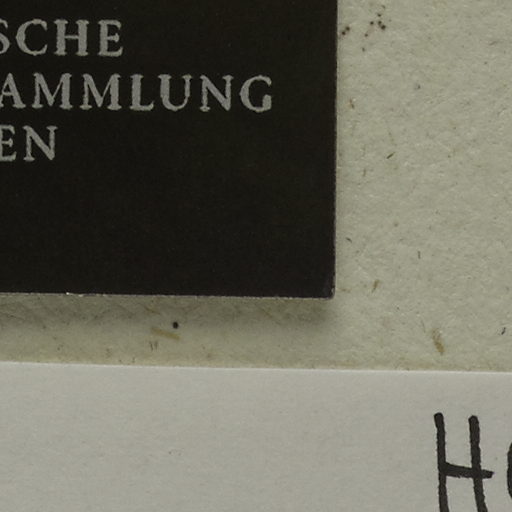 SCHE
AMMLUNG
EN
H